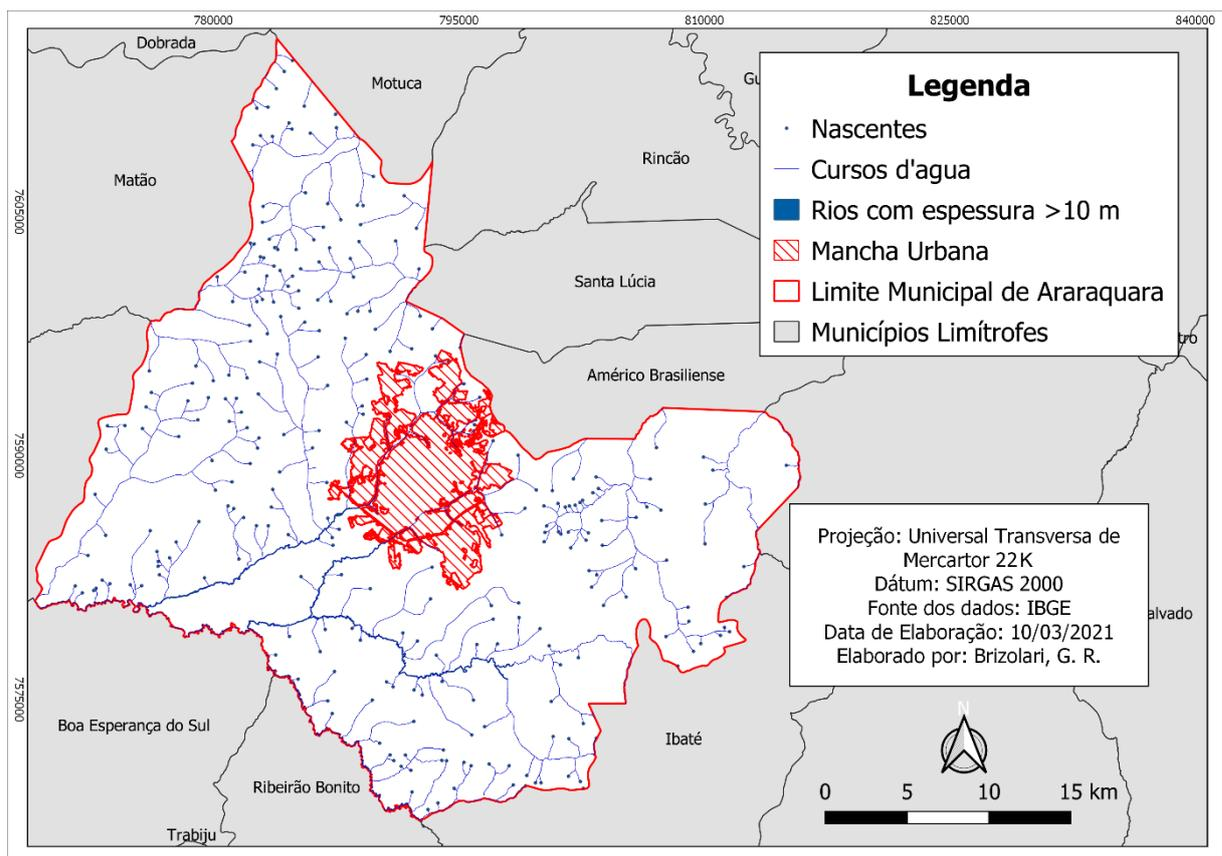 780000 795000 810000 825000 840000
Dobrada
Motuca
Gu
Matão
Rincão
7605000
Santa Lúcia
Américo Brasiliense
7590000
7575000
Boa Esperança do Sul
Ribeirão Bonito
Trabiju
Ibaté
tro
alvado
Legenda
Nascentes
Cursos d'agua
Rios com espessura >10 m
Mancha Urbana
Limite Municipal de Araraquara
Municípios Limítrofes
Projeção: Universal Transversa de
Mercartor 22K
Dátum: SIRGAS 2000
Fonte dos dados: IBGE
Data de Elaboração: 10/03/2021
Elaborado por: Brizolari, G. R.
N
0 5 10 15 km